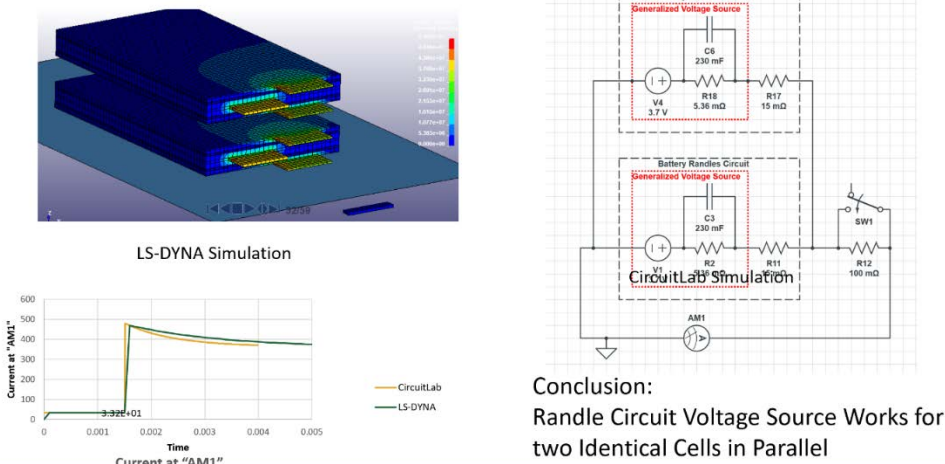 32/39
LS-DYNA Simulation
600
500
400
300
200
100
0
Current at "AM1"
3.32E+01
0 0.001 0.002 0.003 0.004 0.005
Time
Current at "AM1"
CircuitLab
LS-DYNA
Generalized Voltage Source
C6
230 mF
V4
3.7 V
R18
5.36 mΩ
R17
15 mΩ
Battery Randles Circuit
Generalized Voltage Source
C3
230 mF
V1
R2
R11
CircuitLab Simulation
SW1
R12
100 mΩ
AM1
Conclusion:
Randle Circuit Voltage Source Works for
two Identical Cells in Parallel